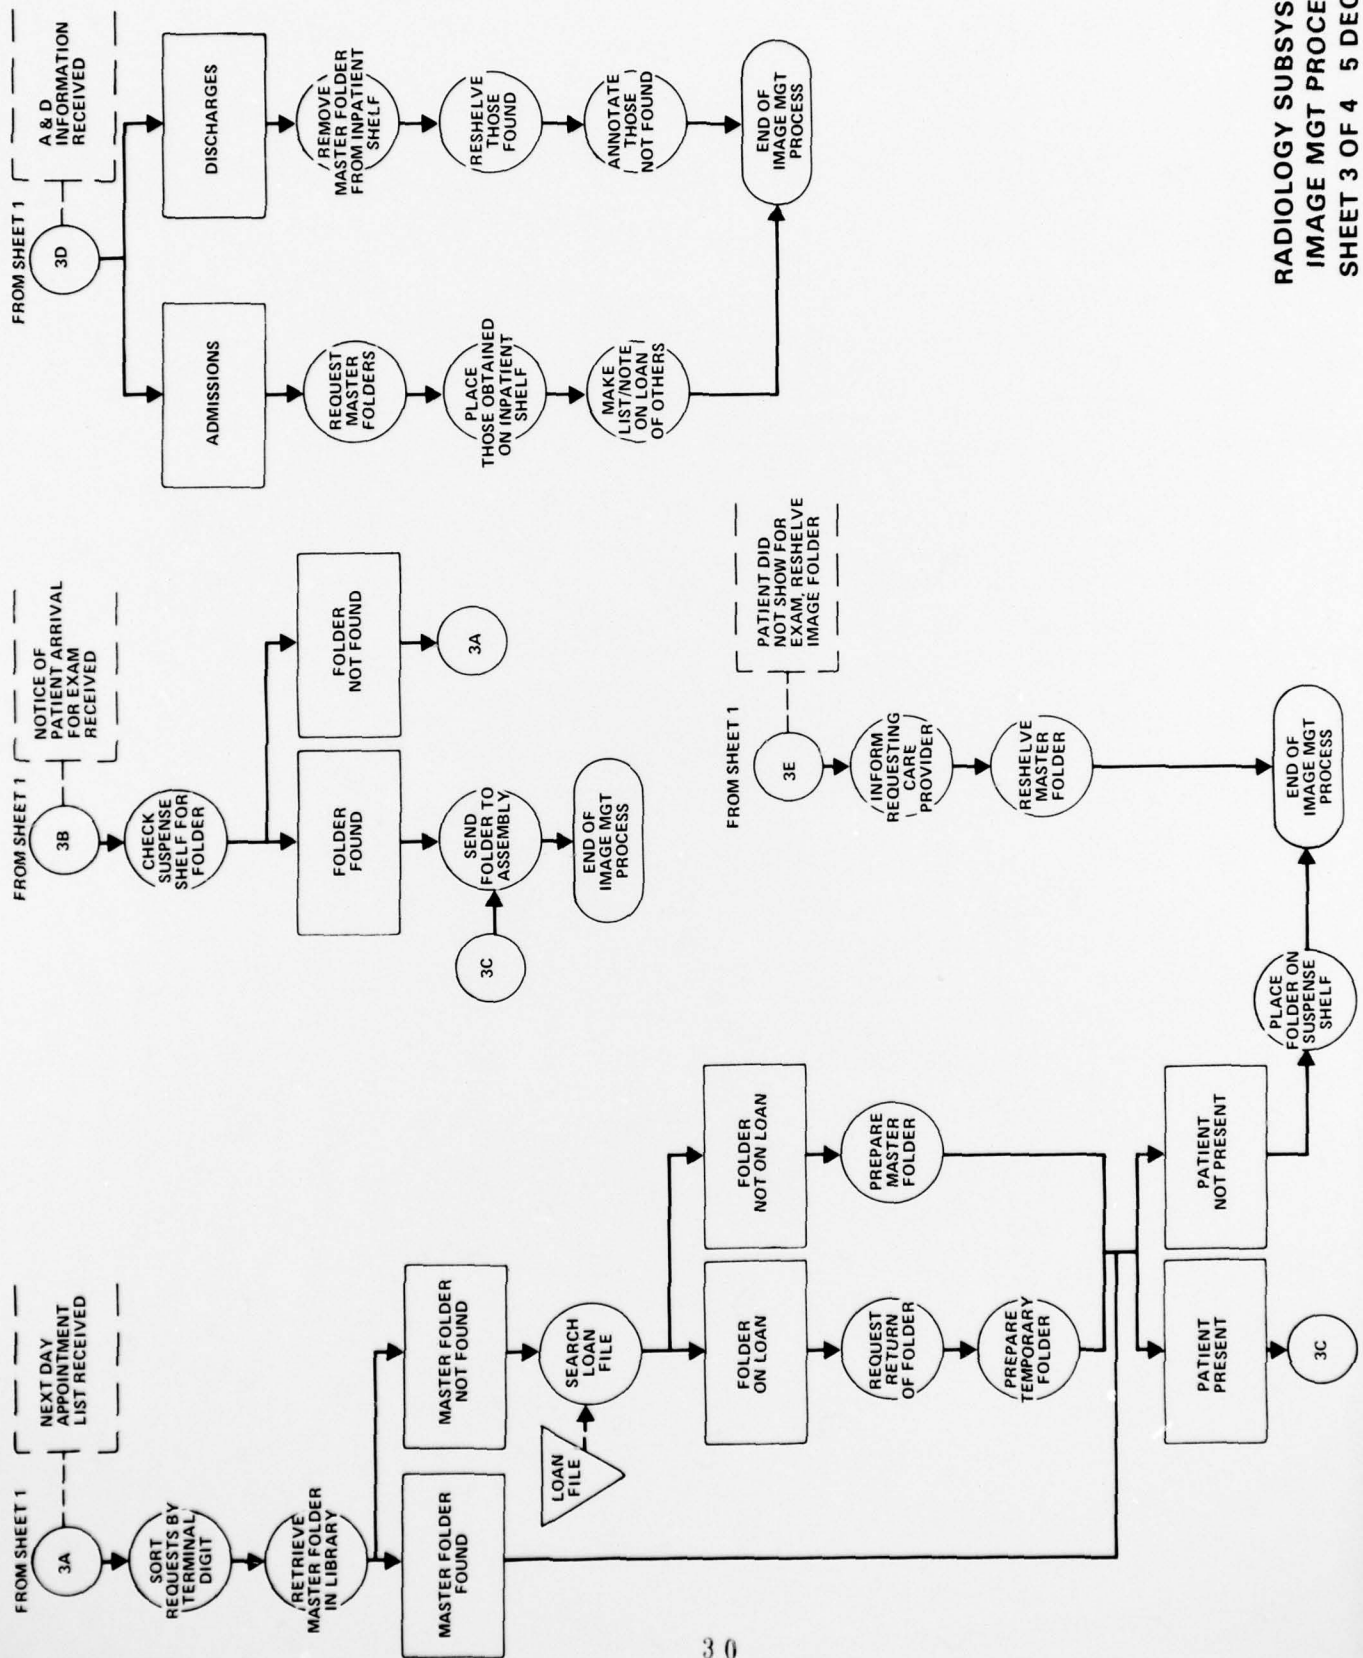 FROM SHEET 1
3A
NEXT DAY
APPOINTMENT
LIST RECEIVED
SORT
REQUESTS BY
TERMINAL
DIGIT
RETRIEVE
MASTER FOLDER
IN LIBRARY
MASTER FOLDER
FOUND
MASTER FOLDER
NOT FOUND
LOAN
FILE
SEARCH
LOAN
FILE
FOLDER
ON LOAN
FOLDER
NOT ON LOAN
REQUEST
RETURN
OF FOLDER
PREPARE
TEMPORARY
FOLDER
PREPARE
MASTER
FOLDER
PATIENT
PRESENT
PATIENT
NOT PRESENT
3C
PLACE
FOLDER ON
SUSPENSE
SHELF
FROM SHEET 1
3B
NOTICE OF
PATIENT ARRIVAL
FOR EXAM
RECEIVED
CHECK
SUSPENSE
SHELF FOR
FOLDER
FOLDER
FOUND
FOLDER
NOT FOUND
3C
SEND
FOLDER TO
ASSEMBLY
3A
END OF
IMAGE MGT
PROCESS
FROM SHEET 1
3E
PATIENT DID
NOT SHOW FOR
EXAM, RESHELVE
IMAGE FOLDER
INFORM
REQUESTING
CARE
PROVIDER
RESHELVE
MASTER
FOLDER
END OF
IMAGE MGT
PROCESS
FROM SHEET 1
3D
A & D
INFORMATION
RECEIVED
ADMISSIONS
DISCHARGES
REQUEST
MASTER
FOLDERS
PLACE
THOSE OBTAINED
ON INPATIENT
SHELF
MAKE
LIST/NOTE
ON LOAN
OF OTHERS
REMOVE
MASTER FOLDER
FROM INPATIENT
SHELF
RESHELVE
THOSE
FOUND
ANNOTATE
THOSE
NOT FOUND
END OF
IMAGE MGT
PROCESS
RADIOLOGY SUBSYS
IMAGE MGT PROCE
SHEET 3 OF 4 5 DEC
30